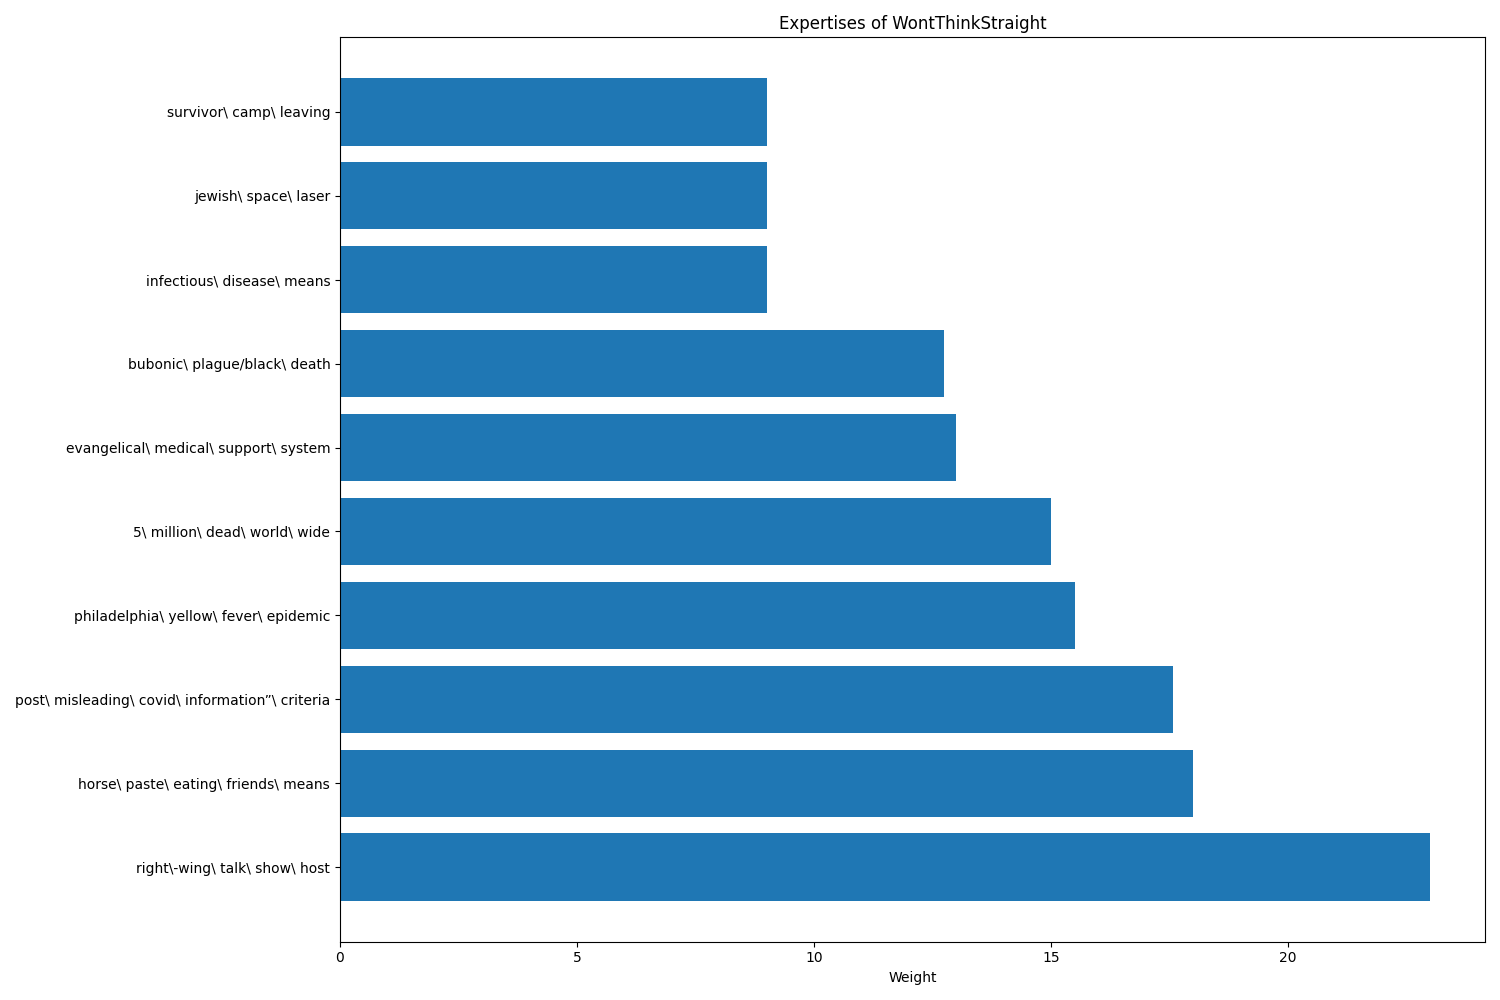 Expertises of WontThinkStraight
survivor\ camp\ leaving
jewish\ space\ laser
infectious\ disease\ means
bubonic\ plague/black\ death
evangelical\ medical\ support\ system
5\ million\ dead\ world\ wide
philadelphia\ yellow\ fever\ epidemic
post\ misleading\ covid\ information”\ criteria
horse\ paste\ eating\ friends\ means
right\-wing\ talk\ show\ host
0 5 10 15 20
Weight